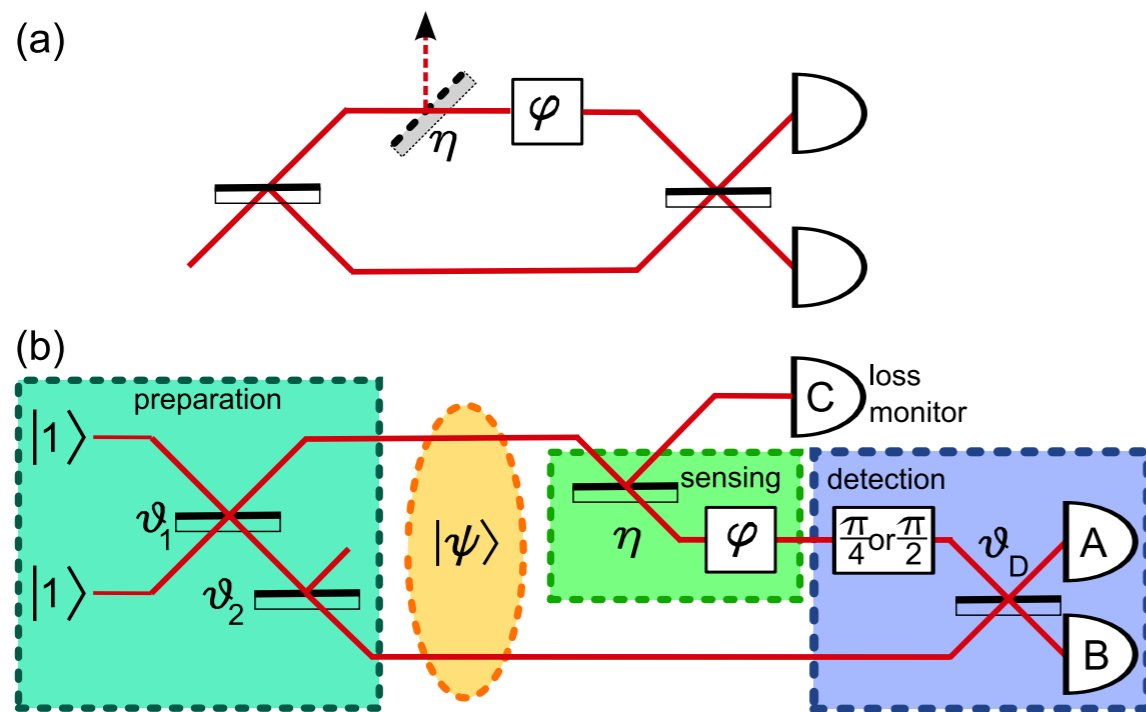 (a)
η
φ
(b)
preparation
|1⟩
ϑ1
|1⟩
ϑ2
|ψ⟩
C
loss
monitor
sensing
η
φ
detection
π/4 or π/2
ϑD
A
B